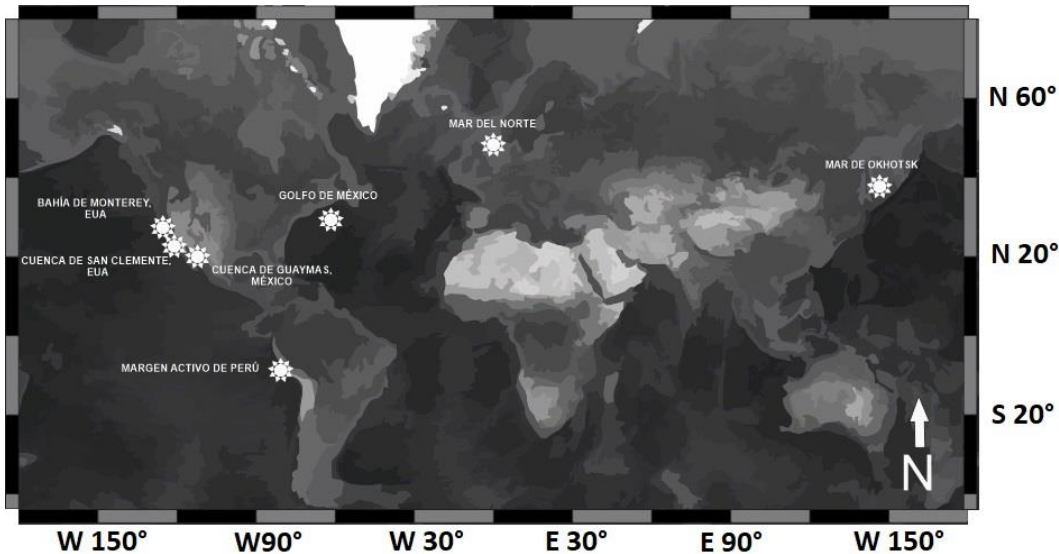 N 60°
MAR DEL NORTE
MAR DE OKHOTSK
GOLFO DE MÉXICO
BAHÍA DE MONTEREY,
EUA
CUENCA DE SAN CLEMENTE,
EUA
CUENCA DE GUAYMAS,
MÉXICO
N 20°
MARGEN ACTIVO DE PERÚ
S 20°
N
W 150°
W90°
W 30°
E 30°
E 90°
W 150°